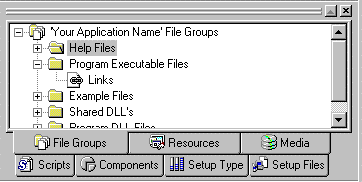 'Your Application Name' File Groups
Help Files
Program Executable Files
Links
Example Files
Shared DLL's
Program DLL Files
File Groups Resources Media
Scripts Components Setup Type Setup Files